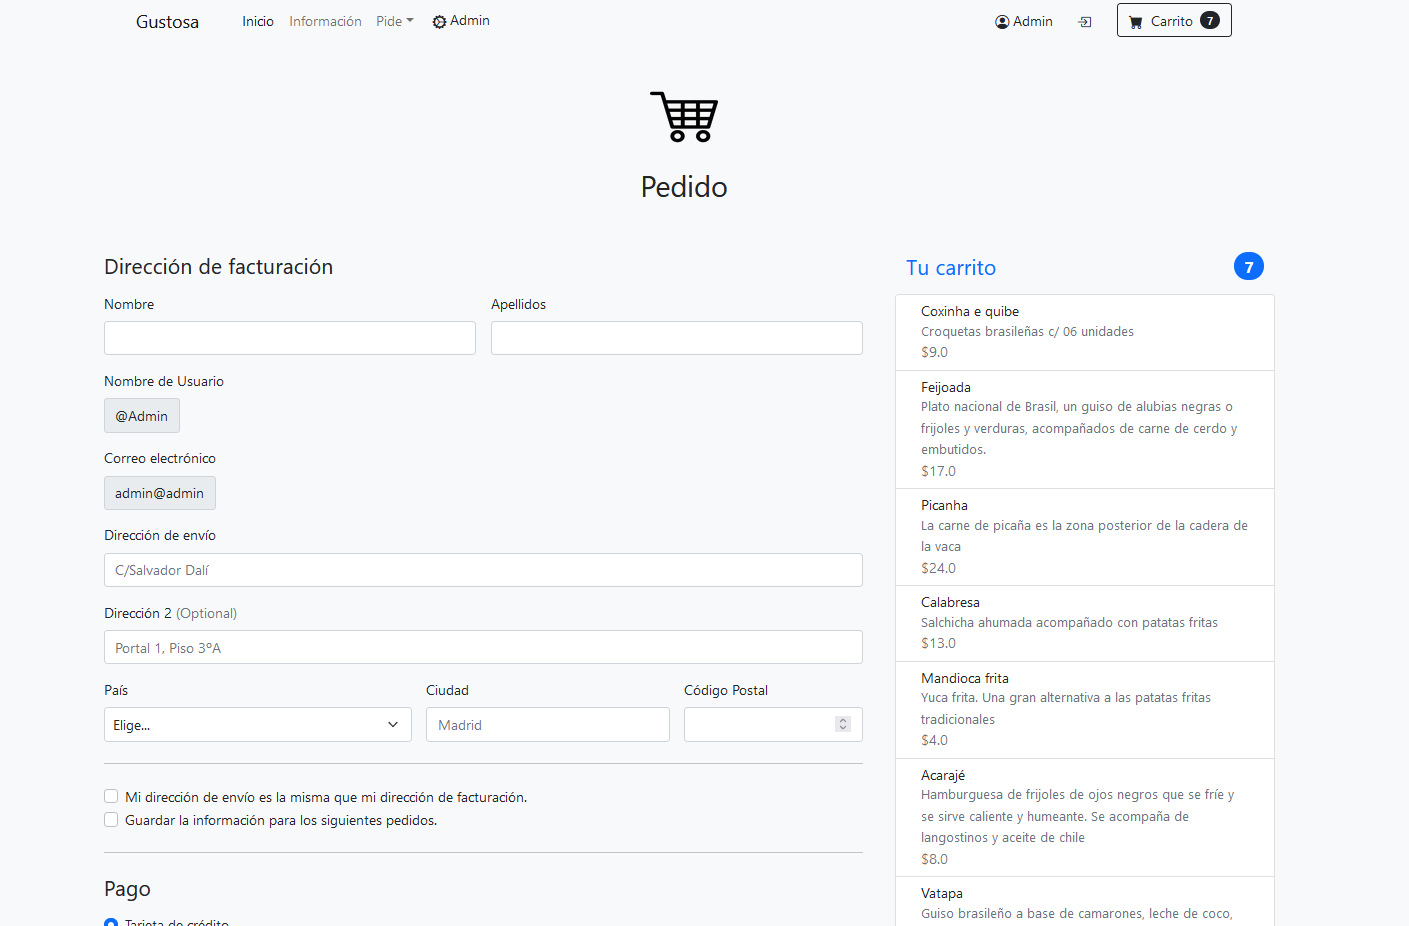 Gustosa Inicio Información Pide Admin Admin Carrito 7
Pedido
Dirección de facturación
Nombre Apellidos
Nombre de Usuario
@Admin
Correo electrónico
admin@admin
Dirección de envío
C/Salvador Dalí
Dirección 2 (Optional)
Portal 1, Piso 3ºA
País Ciudad Código Postal
Elige... Madrid
Mi dirección de envío es la misma que mi dirección de facturación.
Guardar la información para los siguientes pedidos.
Pago
Tarjeta de crédito
Tu carrito 7
Coxinha e quibe
Croquetas brasileñas c/ 06 unidades
$9.0
Feijoada
Plato nacional de Brasil, un guiso de alubias negras o
frijoles y verduras, acompañados de carne de cerdo y
embutidos.
$17.0
Picanha
La carne de picaña es la zona posterior de la cadera de
la vaca
$24.0
Calabresa
Salchicha ahumada acompañado con patatas fritas
$13.0
Mandioca frita
Yuca frita. Una gran alternativa a las patatas fritas
tradicionales
$4.0
Acarajé
Hamburguesa de frijoles de ojos negros que se fríe y
se sirve caliente y humeante. Se acompaña de
langostinos y aceite de chile
$8.0
Vatapa
Guiso brasileño a base de camarones, leche de coco,